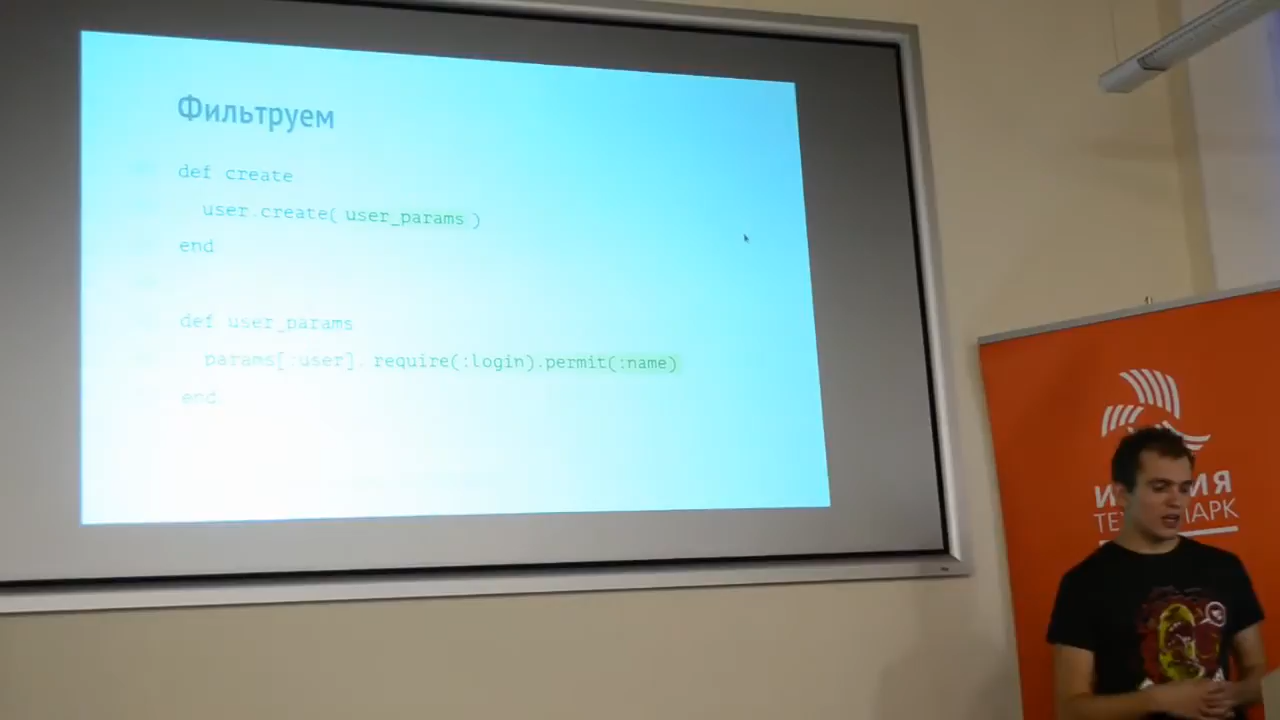 Фильтруем
def create
user.create( user_params )
end
def user_params
params[:user]. require(:login).permit(:name)
end